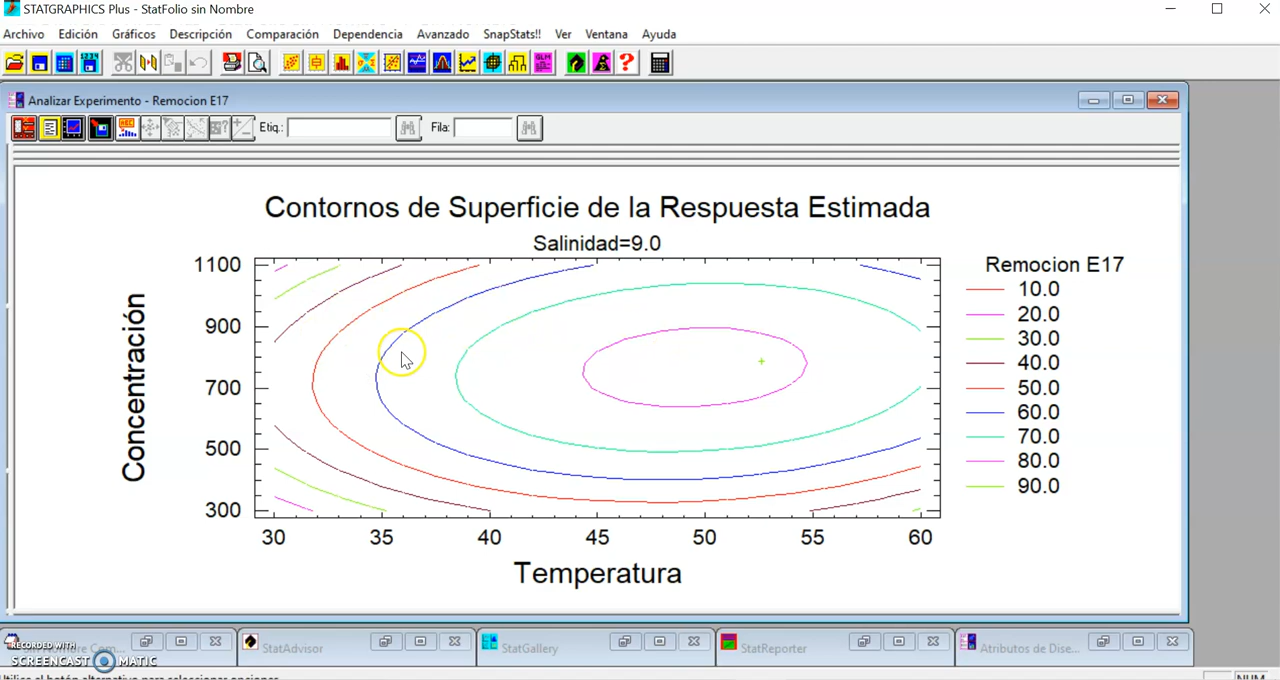 STATGRAPHICS Plus - StatFolio sin Nombre
Archivo Edición Gráficos Descripción Comparación Dependencia Avanzado SnapStats!! Ver Ventana Ayuda
Analizar Experimento - Remocion E17
Etiq.: Fila:
Contornos de Superficie de la Respuesta Estimada
Salinidad=9.0
Remocion E17
10.0
20.0
30.0
40.0
50.0
60.0
70.0
80.0
90.0
Concentración
1100
900
700
500
300
30 35 40 45 50 55 60
Temperatura
StatAdvisor StatGallery StatReporter Atributos de Dise...
RECORDED WITH
SCREENCAST MATIC
NUM